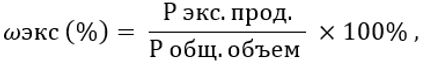 ωэкс (%) = Р экс. прод. / Р общ. объем × 100% ,